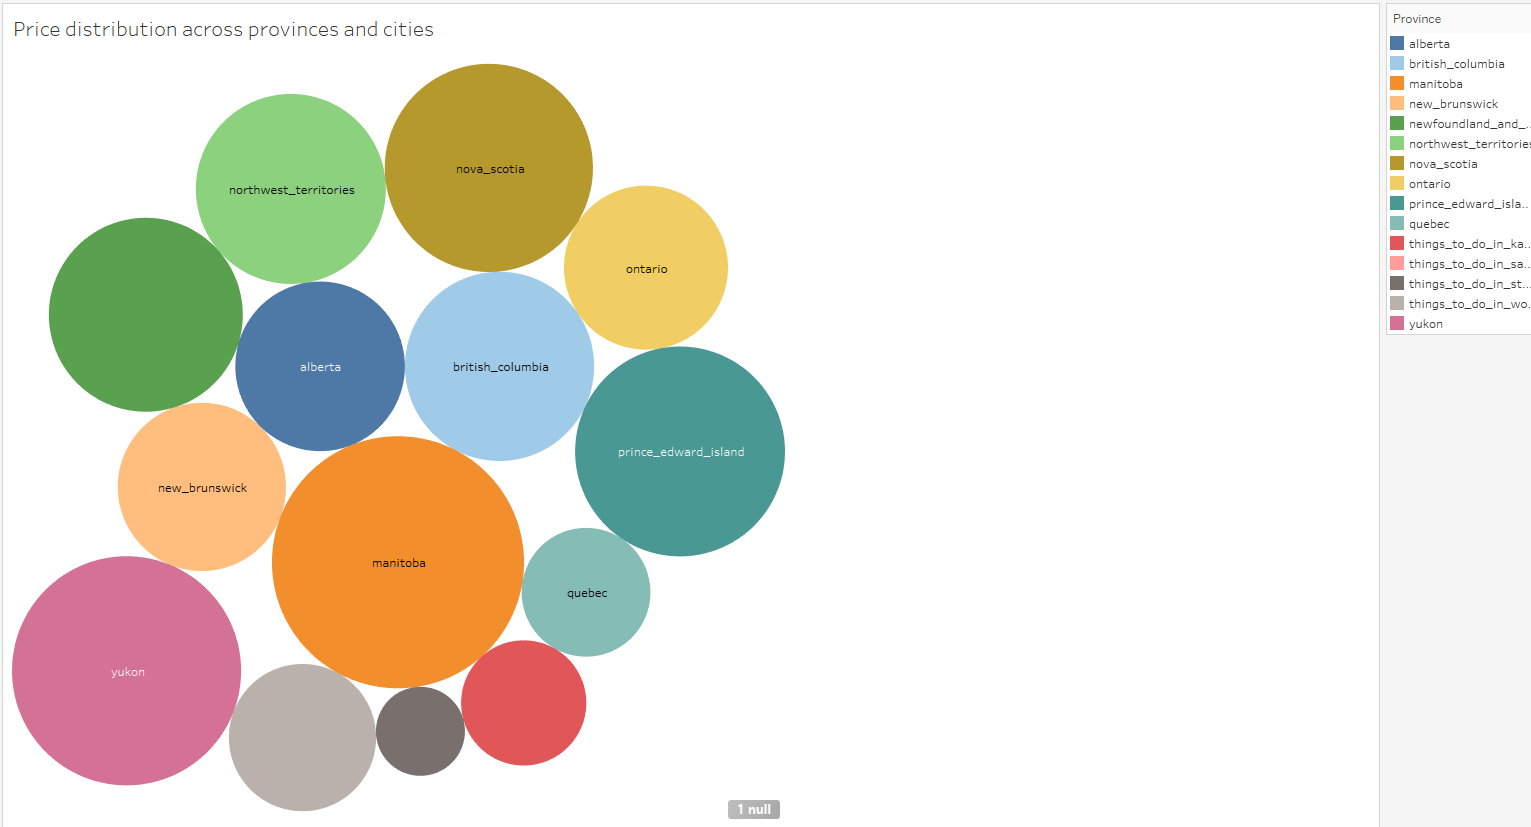 Price distribution across provinces and cities
northwest_territories
nova_scotia
ontario
alberta
british_columbia
prince_edward_island
new_brunswick
manitoba
quebec
yukon
1 null
Province
alberta
british_columbia
manitoba
new_brunswick
newfoundland_and_..
northwest_territories
nova_scotia
ontario
prince_edward_isla..
quebec
things_to_do_in_ka..
things_to_do_in_sa..
things_to_do_in_st...
things_to_do_in_wo..
yukon